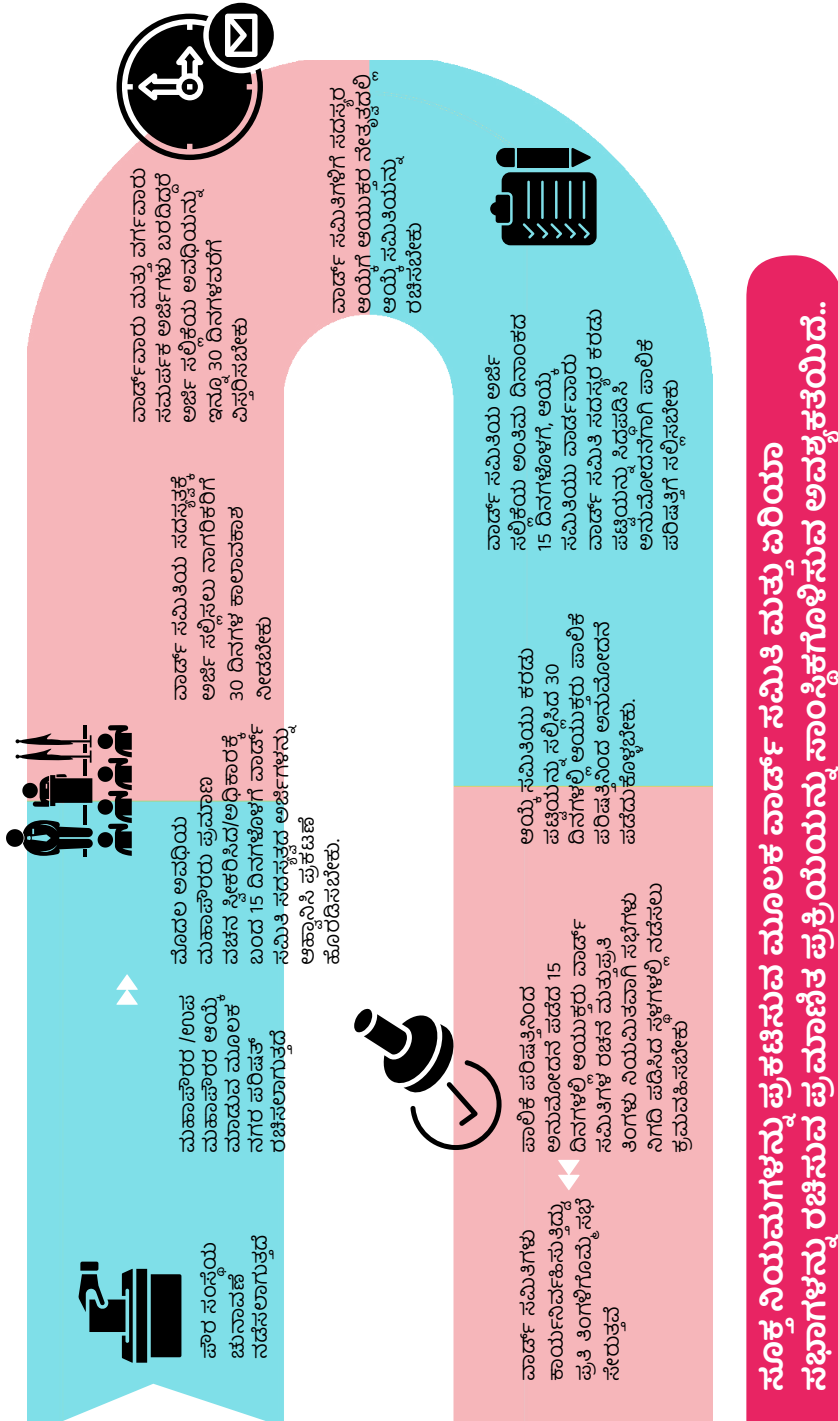 ಪೌರ ಸಂಸ್ಥೆಯ
ಚುನಾವಣೆ
ನಡೆಸಲಾಗುತ್ತದೆ
ಮಹಾಪೌರರ /ಉಪ
ಮಹಾಪೌರರ ಆಯ್ಕೆ
ಮಾಡುವ ಮೂಲಕ
ನಗರ ಪರಿಷತ್
ರಚಿಸಲಾಗುತ್ತದೆ
ಮೊದಲ ಅವಧಿಯ
ಮಹಾಪೌರರು ಪ್ರಮಾಣ
ವಚನ ಸ್ವೀಕರಿಸಿದ/ಅಧಿಕಾರಕ್ಕೆ
ಬಂದ 15 ದಿನಗಳೊಳಗೆ ವಾರ್ಡ್
ಸಮಿತಿ ಸದಸ್ಯತ್ವದ ಅರ್ಜಿಗಳನ್ನು
ಆಹ್ವಾನಿಸಿ ಪ್ರಕಟಣೆ
ಹೊರಡಿಸಬೇಕು.
ವಾರ್ಡ್ ಸಮಿತಿಯ ಸದಸ್ಯತ್ವಕ್ಕೆ
ಅರ್ಜಿ ಸಲ್ಲಿಸಲು ನಾಗರಿಕರಿಗೆ
30 ದಿನಗಳ ಕಾಲಾವಕಾಶ
ನೀಡಬೇಕು
ವಾರ್ಡ್‌ವಾರು ಮತ್ತು ವರ್ಗವಾರು
ಸಮರ್ಪಕ ಅರ್ಜಿಗಳು ಬರದಿದ್ದರೆ
ಅರ್ಜಿ ಸಲ್ಲಿಕೆಯ ಅವಧಿಯನ್ನು
ಇನ್ನೂ 30 ದಿನಗಳವರೆಗೆ
ವಿಸ್ತರಿಸಬೇಕು
ವಾರ್ಡ್ ಸಮಿತಿಗಳಿಗೆ ಸದಸ್ಯರ
ಆಯ್ಕೆಗೆ ಆಯುಕ್ತರ ನೇತೃತ್ವದಲ್ಲಿ
ಆಯ್ಕೆ ಸಮಿತಿಯನ್ನು
ರಚಿಸಬೇಕು
ವಾರ್ಡ್ ಸಮಿತಿಯ ಅರ್ಜಿ
ಸಲ್ಲಿಕೆಯ ಅಂತಿಮ ದಿನಾಂಕದ
15 ದಿನಗಳೊಳಗೆ, ಆಯ್ಕೆ
ಸಮಿತಿಯು ವಾರ್ಡವಾರು
ವಾರ್ಡ್ ಸಮಿತಿ ಸದಸ್ಯರ ಕರಡು
ಪಟ್ಟಿಯನ್ನು ಸಿದ್ಧಪಡಿಸಿ
ಅನುಮೋದನೆಗಾಗಿ ಪಾಲಿಕೆ
ಪರಿಷತ್ತಿಗೆ ಸಲ್ಲಿಸಬೇಕು
ಆಯ್ಕೆ ಸಮಿತಿಯು ಕರಡು
ಪಟ್ಟಿಯನ್ನು ಸಲ್ಲಿಸಿದ 30
ದಿನಗಳಲ್ಲಿ ಆಯುಕ್ತರು ಪಾಲಿಕೆ
ಪರಿಷತ್ತಿನಿಂದ ಅನುಮೋದನೆ
ಪಡೆದುಕೊಳ್ಳಬೇಕು.
ಪಾಲಿಕೆ ಪರಿಷತ್ತಿನಿಂದ
ಅನುಮೋದನೆ ಪಡೆದ 15
ದಿನಗಳಲ್ಲಿ ಆಯುಕ್ತರು ವಾರ್ಡ್
ಸಮಿತಿಗಳ ರಚನೆ ಮತ್ತುಪ್ರತಿ
ತಿಂಗಳು ನಿಯಮಿತವಾಗಿ ಸಭೆಗಳು
ನಿಗದಿ ಪಡಿಸಿದ ಸ್ಥಳಗಳಲ್ಲಿ ನಡೆಸಲು
ಕ್ರಮವಹಿಸಬೇಕು
ವಾರ್ಡ್ ಸಮಿತಿಗಳು
ಕಾರ್ಯನಿರ್ವಹಿಸುತ್ತಿದ್ದು
ಪ್ರತಿ ತಿಂಗಳಿಗೊಮ್ಮೆ ಸಭೆ
ಸೇರುತ್ತವೆ
ಸೂಕ್ತ ನಿಯಮಗಳನ್ನು ಪ್ರಕಟಿಸುವ ಮೂಲಕ ವಾರ್ಡ್ ಸಮಿತಿ ಮತ್ತು ಏರಿಯಾ
ಸಭಾಗಳನ್ನು ರಚಿಸುವ ಪ್ರಮಾಣಿತ ಪ್ರಕ್ರಿಯೆಯನ್ನು ಸಾಂಸ್ಥಿಕಗೊಳಿಸುವ ಅವಶ್ಯಕತೆಯಿದೆ..